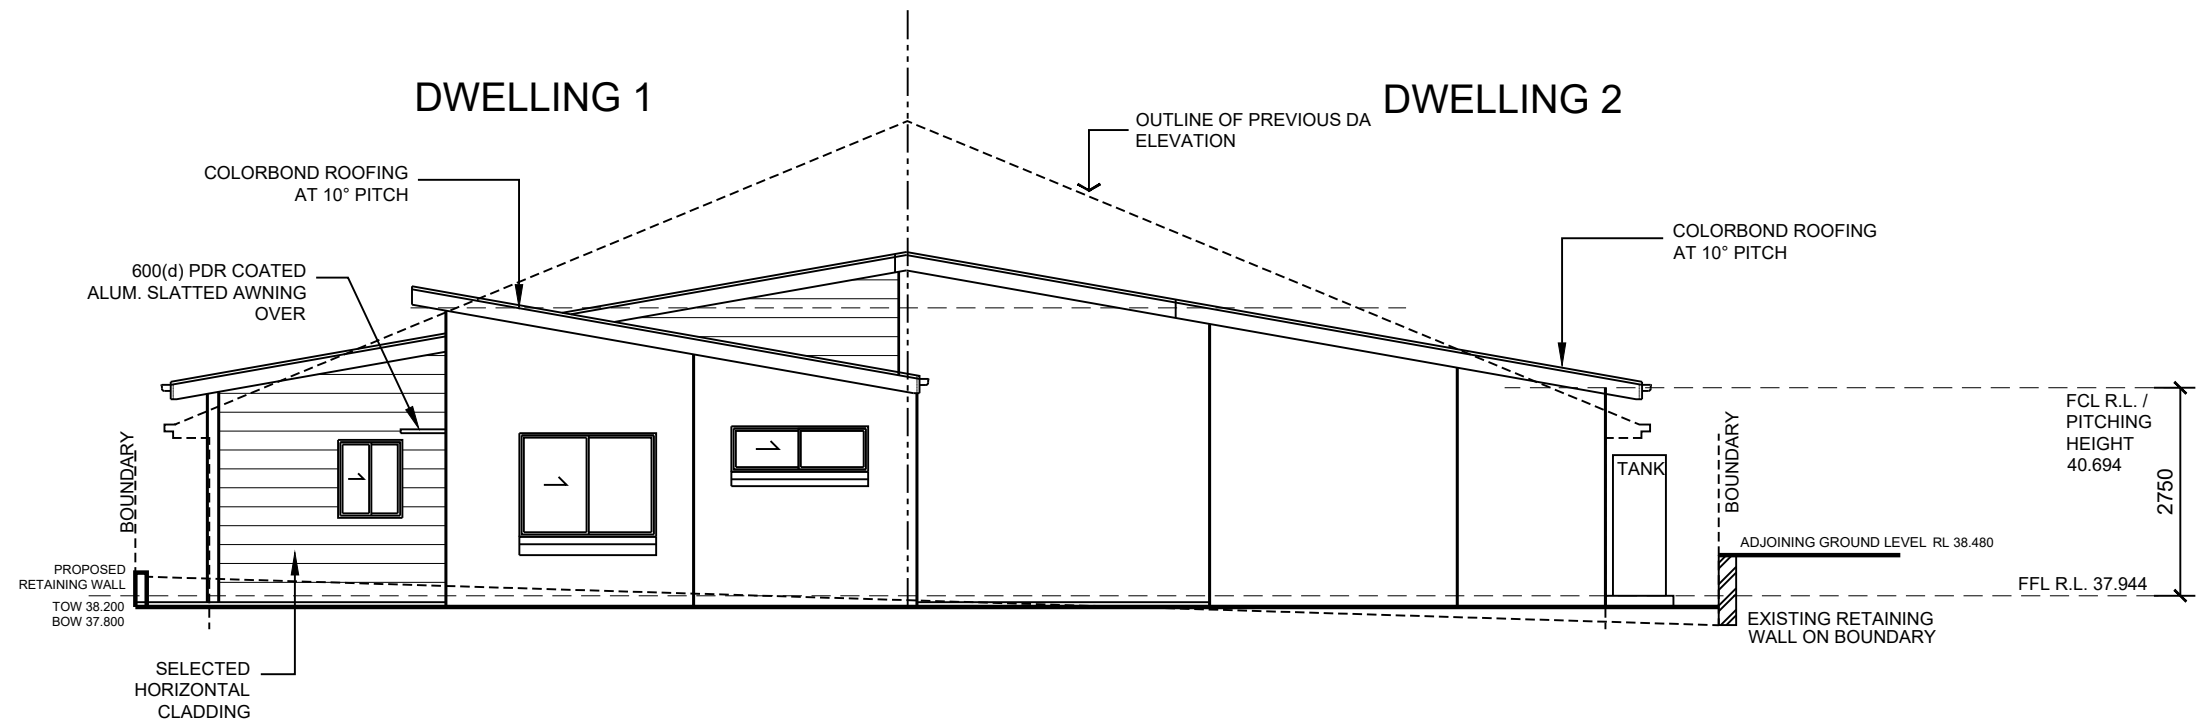 DWELLING 1
DWELLING 2
OUTLINE OF PREVIOUS DA
ELEVATION
COLORBOND ROOFING
AT 10° PITCH
COLORBOND ROOFING
AT 10° PITCH
600(d) PDR COATED
ALUM. SLATTED AWNING
OVER
FCL R.L. /
PITCHING
HEIGHT
40.694
BOUNDARY
TANK
BOUNDARY
2750
ADJOINING GROUND LEVEL RL 38.480
PROPOSED
RETAINING WALL
TOW 38.200
BOW 37.800
FFL R.L. 37.944
EXISTING RETAINING
WALL ON BOUNDARY
SELECTED
HORIZONTAL
CLADDING